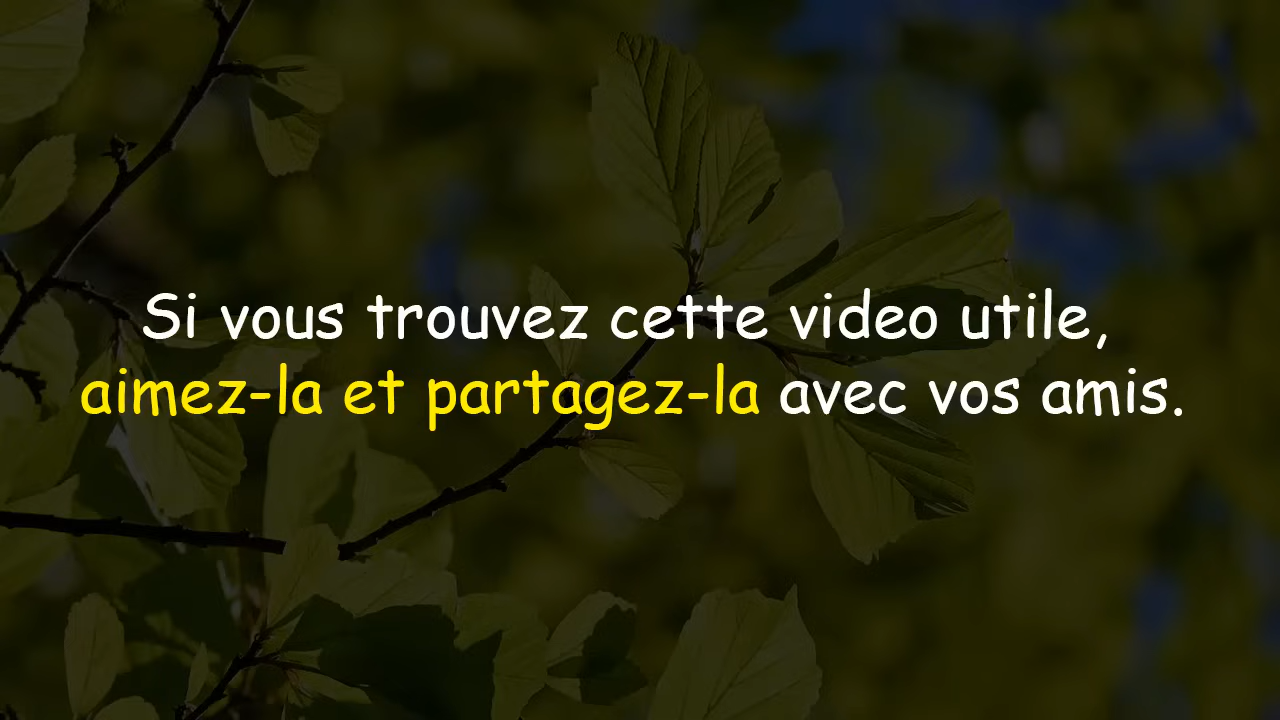 Si vous trouvez cette video utile,
aimez-la et partagez-la avec vos amis.